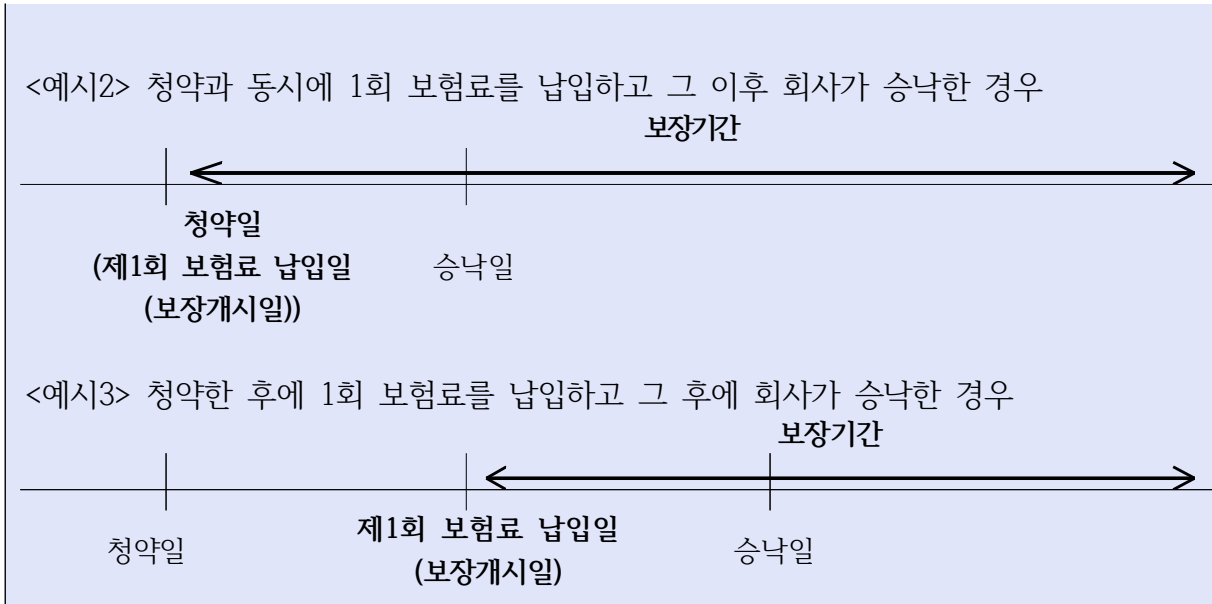 <예시2> 청약과 동시에 1회 보험료를 납입하고 그 이후 회사가 승낙한 경우
보장기간
청약일
(제1회 보험료 납입일
(보장개시일))
승낙일
<예시3> 청약한 후에 1회 보험료를 납입하고 그 후에 회사가 승낙한 경우
보장기간
청약일
제1회 보험료 납입일
(보장개시일)
승낙일